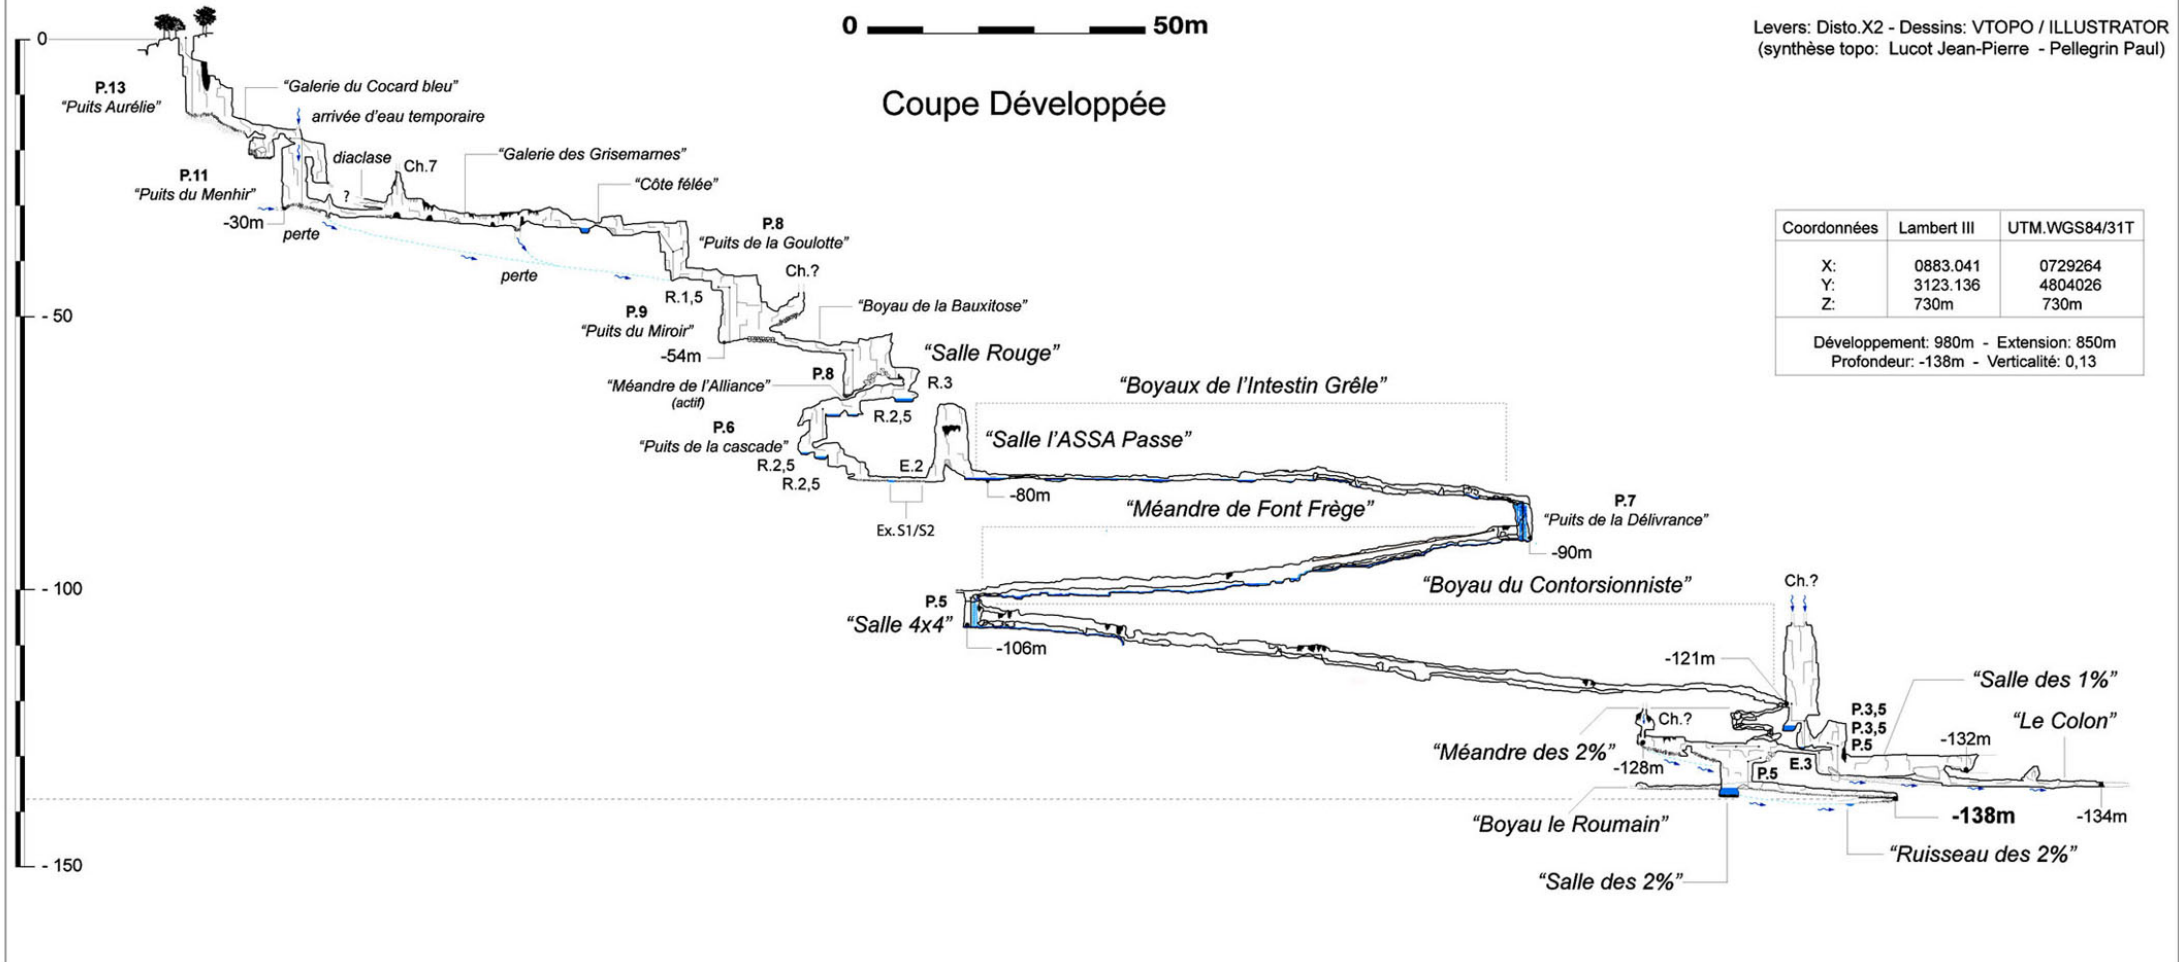 0 50m
Levers: Disto.X2 - Dessins: VTOPO / ILLUSTRATOR
(synthèse topo: Lucot Jean-Pierre - Pellegrin Paul)
Coupe Développée
0
P.13
“Puits Aurélie”
“Galerie du Cocard bleu”
arrivée d’eau temporaire
diaclase
Ch.7
“Galerie des Grisemarnes”
P.11
“Puits du Menhir”
?
“Côte félée”
-30m
perte
perte
P.8
“Puits de la Goulotte”
Ch.?
R.1,5
- 50
P.9
“Puits du Miroir”
-54m
“Boyau de la Bauxitose”
“Salle Rouge”
P.8
R.3
“Méandre de l’Alliance”
(actif)
R.2,5
P.6
“Puits de la cascade”
R.2,5
R.2,5
E.2
Ex. S1/S2
“Boyaux de l’Intestin Grêle”
“Salle l’ASSA Passe”
-80m
“Méandre de Font Frège”
P.7
“Puits de la Délivrance”
-90m
- 100
P.5
“Salle 4x4”
-106m
“Boyau du Contorsionniste”
Ch.?
-121m
“Salle des 1%”
P.3,5
P.3,5
P.5
“Le Colon”
Ch.?
“Méandre des 2%”
-128m
P.5
E.3
-132m
“Boyau le Roumain”
-138m
-134m
“Ruisseau des 2%”
“Salle des 2%”
- 150
Coordonnées Lambert III UTM.WGS84/31T
X: 0883.041 0729264
Y: 3123.136 4804026
Z: 730m 730m
Développement: 980m - Extension: 850m
Profondeur: -138m - Verticalité: 0,13